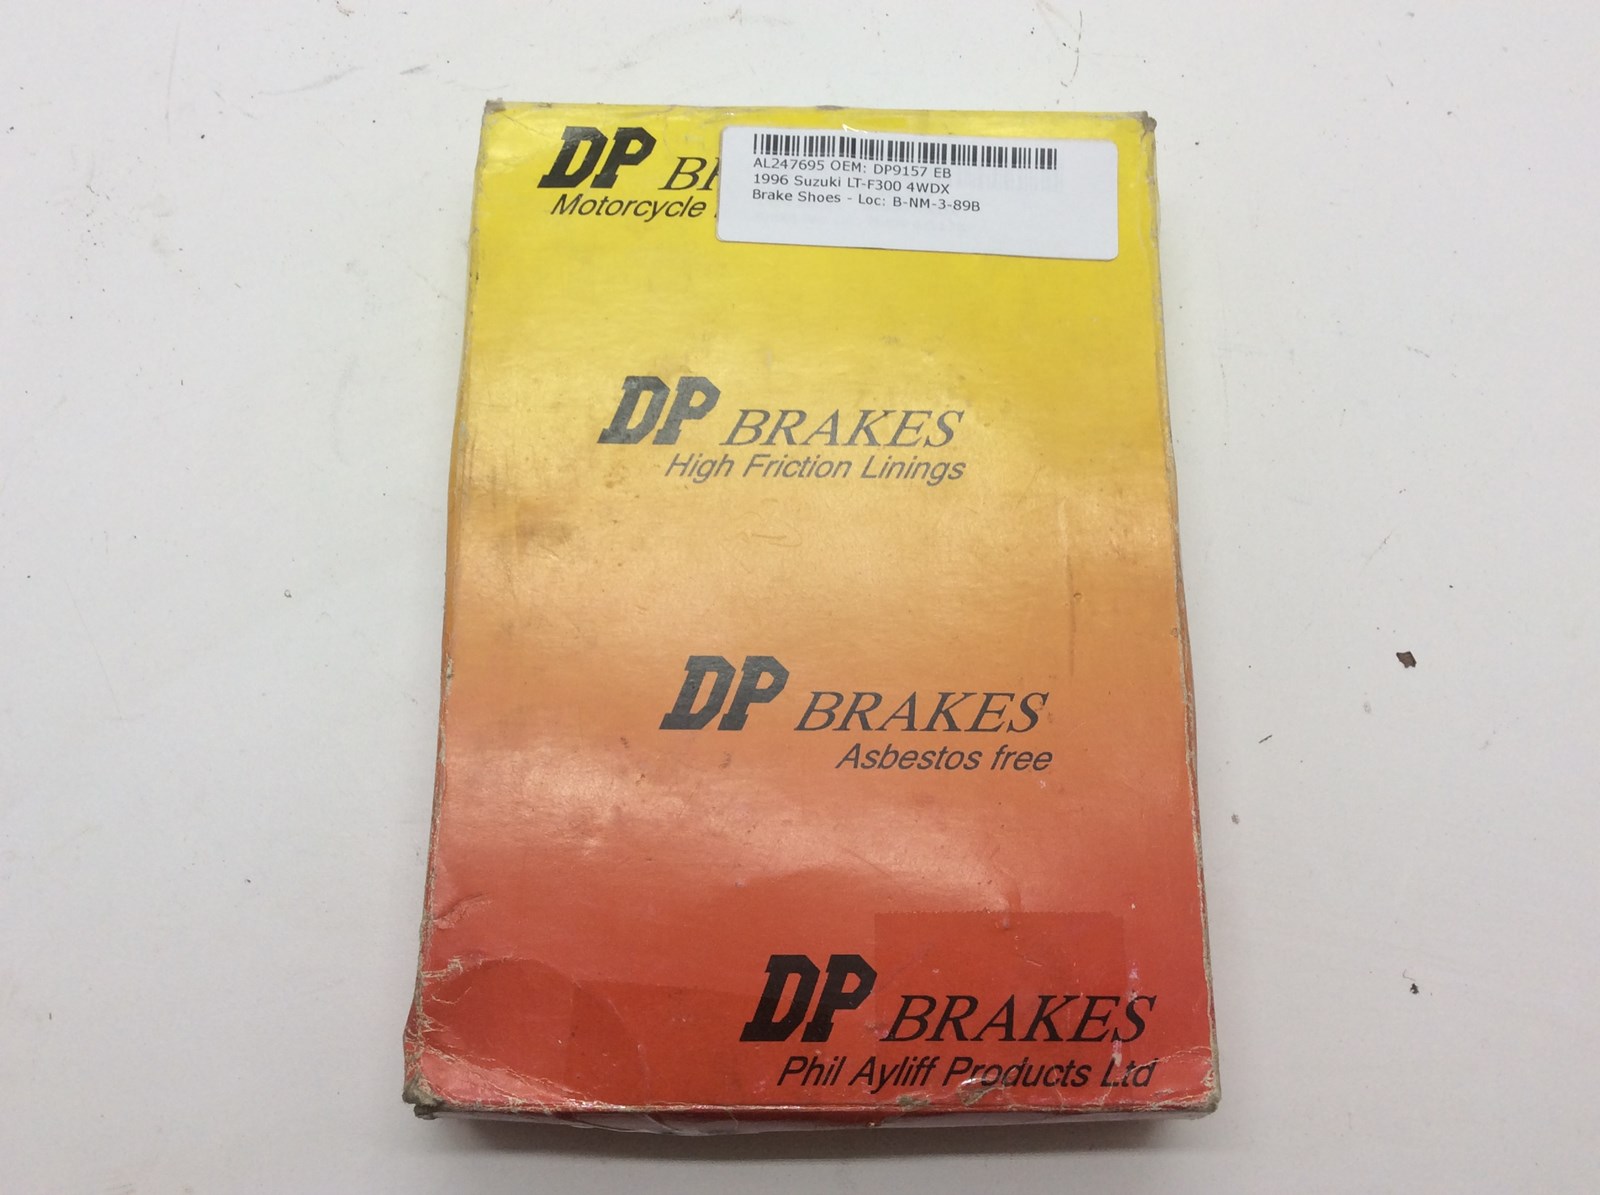 DP
Motorcycle
AL247695 OEM: DP9157 EB
1996 Suzuki LT-F300 4WDX
Brake Shoes - Loc: B-NM-3-89B
DP BRAKES
High Friction Linings
DP BRAKES
Asbestos free
DP BRAKES
Phil Ayliff Products Ltd